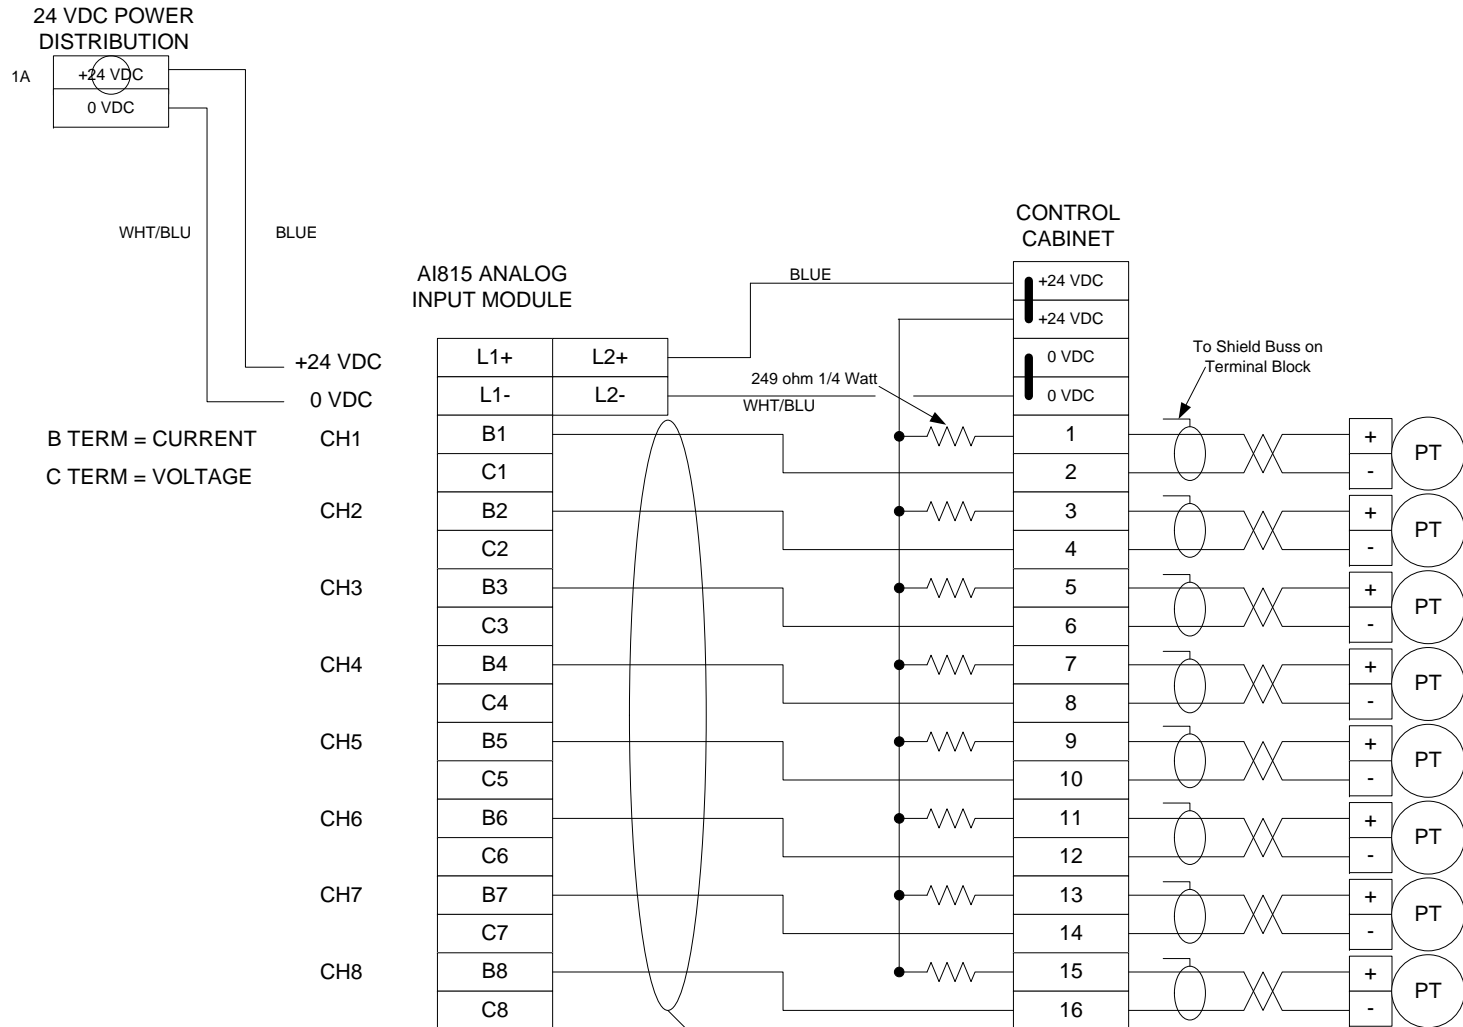 24 VDC POWER
DISTRIBUTION
1A
+24 VDC
0 VDC
WHT/BLU
BLUE
CONTROL
CABINET
AI815 ANALOG
INPUT MODULE
BLUE
+24 VDC
+24 VDC
0 VDC
0 VDC
To Shield Buss on
Terminal Block
+24 VDC
0 VDC
L1+ L2+
L1- L2-
249 ohm 1/4 Watt
WHT/BLU
B TERM = CURRENT
C TERM = VOLTAGE
CH1 B1 1 + PT
C1 2 -
CH2 B2 3 + PT
C2 4 -
CH3 B3 5 + PT
C3 6 -
CH4 B4 7 + PT
C4 8 -
CH5 B5 9 + PT
C5 10 -
CH6 B6 11 + PT
C6 12 -
CH7 B7 13 + PT
C7 14 -
CH8 B8 15 + PT
C8 16 -